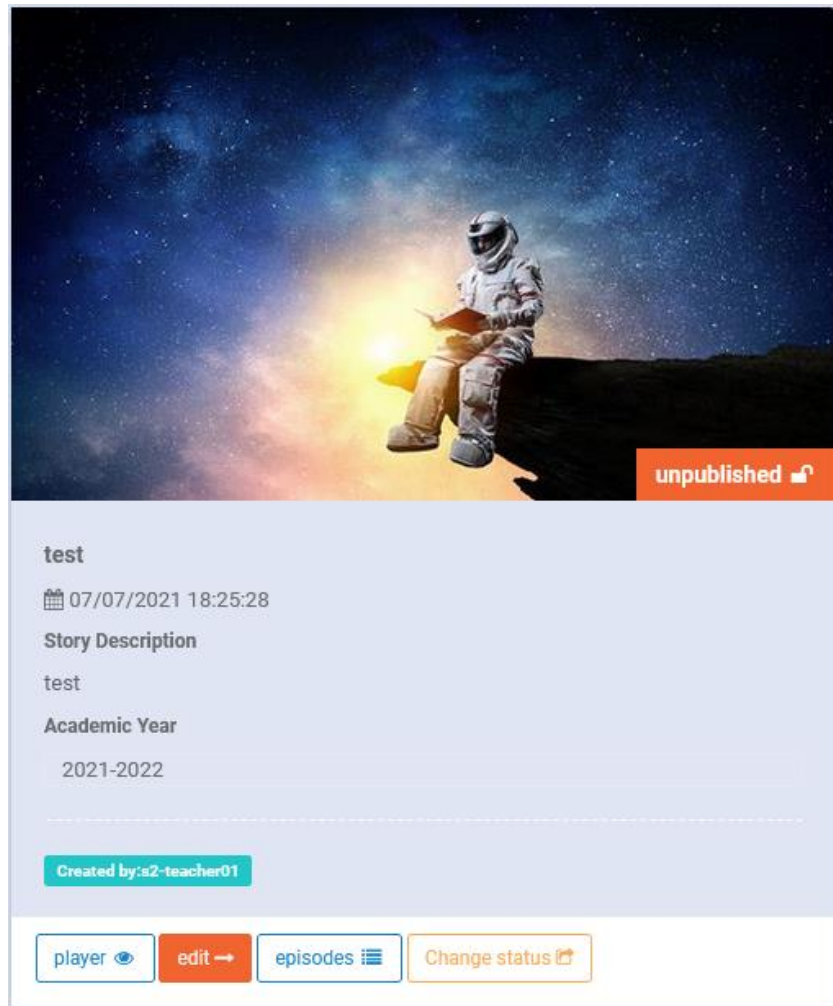 unpublished
test
07/07/2021 18:25:28
Story Description
test
Academic Year
2021-2022
Created by:s2-teacher01
player
edit
episodes
Change status